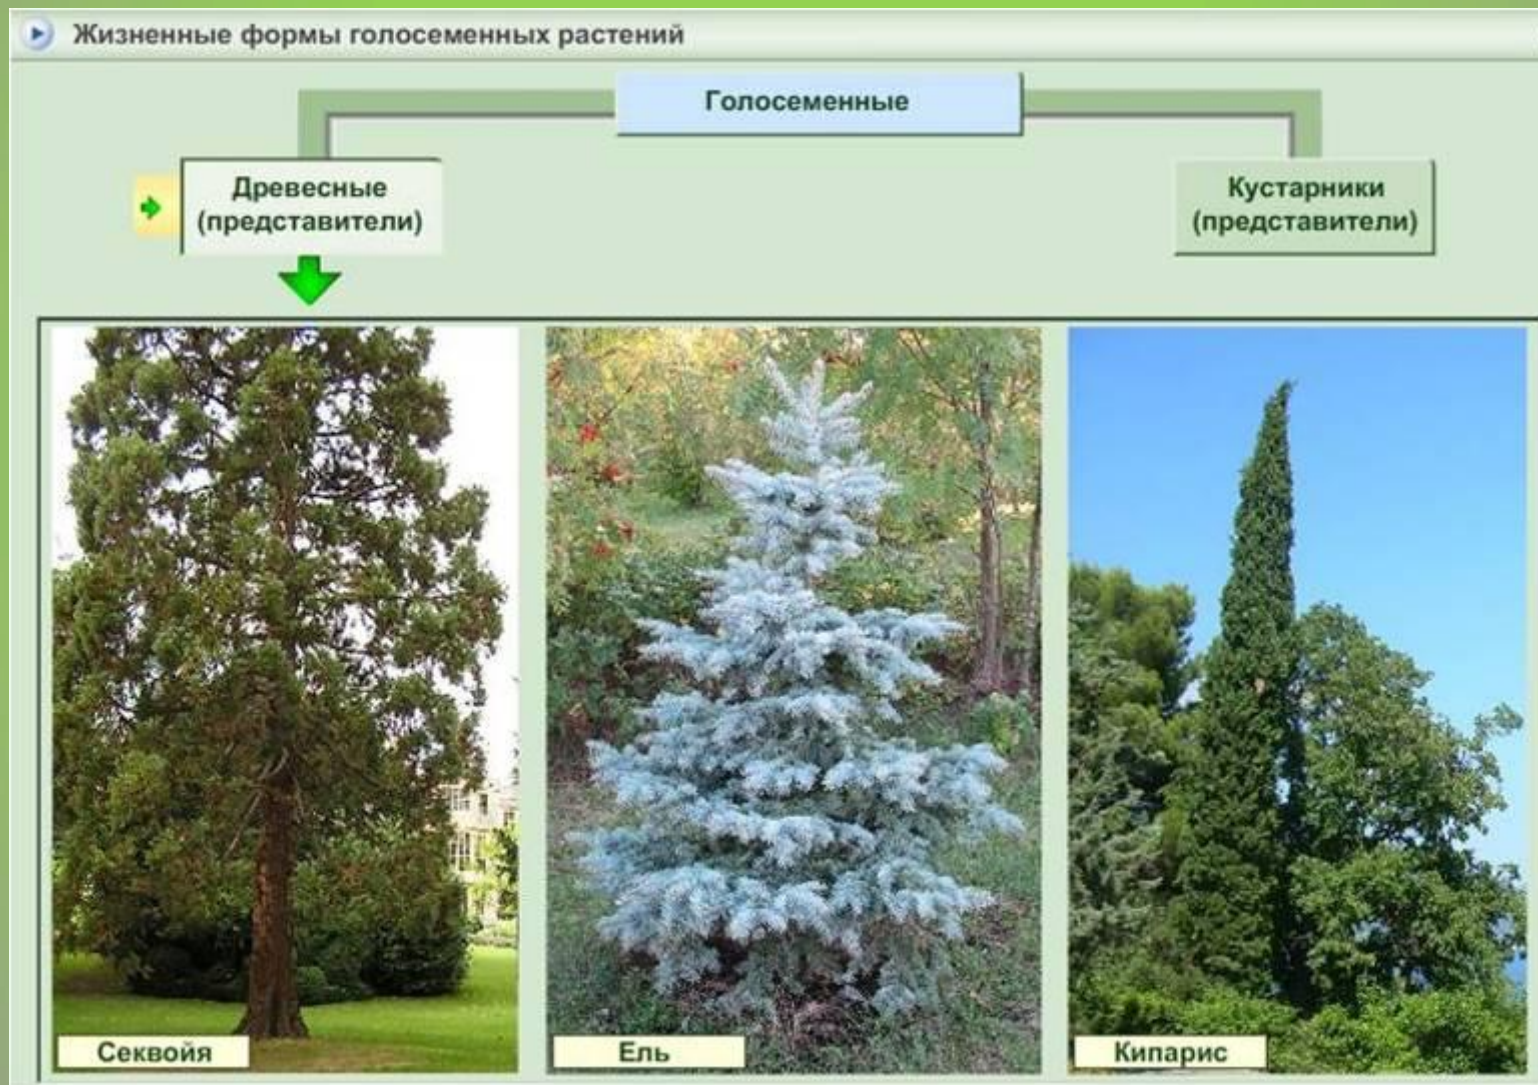 Жизненные формы голосеменных растений
Голосеменные
Древесные
(представители)
Кустарники
(представители)
Секвойя
Ель
Кипарис